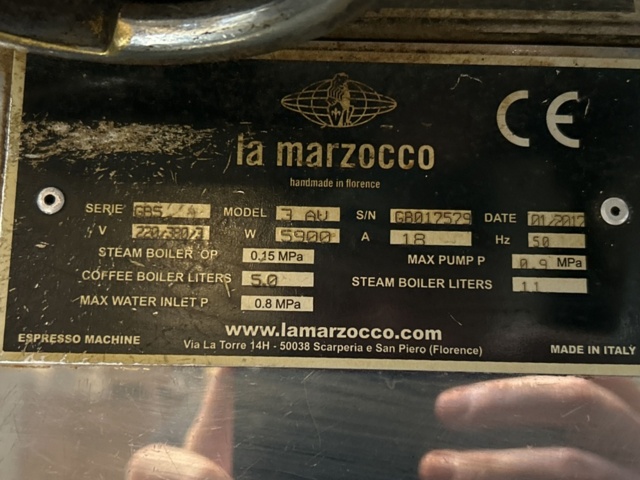 CE
la marzocco
handmade in florence
SERIE GB5 /A MODEL 3 AV S/N GB017579 DATE 01/2017
V 220/380/3 W 5900 A 18 Hz 50
STEAM BOILER OP 0,15 MPa MAX PUMP P 0.9 MPa
COFFEE BOILER LITERS 5.0 STEAM BOILER LITERS 11
MAX WATER INLET P 0.8 MPa
www.lamarzocco.com
ESPRESSO MACHINE Via La Torre 14H - 50038 Scarperia e San Piero (Florence) MADE IN ITALY